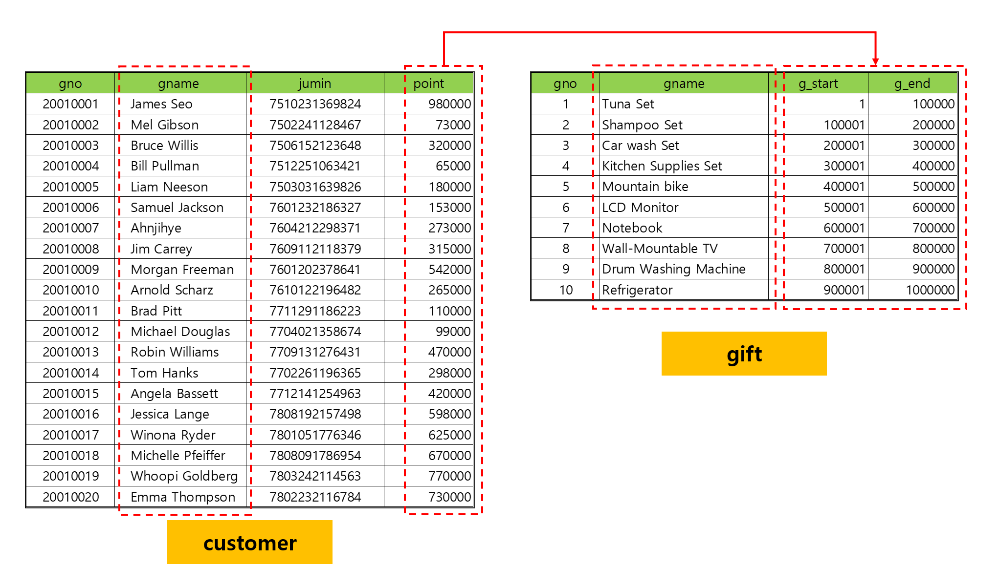 gno gname jumin point
20010001 James Seo 7510231369824 980000
20010002 Mel Gibson 7502241128467 73000
20010003 Bruce Willis 7506152123648 320000
20010004 Bill Pullman 7512251063421 65000
20010005 Liam Neeson 7503031639826 180000
20010006 Samuel Jackson 7601232186327 153000
20010007 Ahnjihye 7604212298371 273000
20010008 Jim Carrey 7609112118379 315000
20010009 Morgan Freeman 7601202378641 542000
20010010 Arnold Scharz 7610122196482 265000
20010011 Brad Pitt 7711291186223 110000
20010012 Michael Douglas 7704021358674 99000
20010013 Robin Williams 7709131276431 470000
20010014 Tom Hanks 7702261196365 298000
20010015 Angela Bassett 7712141254963 420000
20010016 Jessica Lange 7808192157498 598000
20010017 Winona Ryder 7801051776346 625000
20010018 Michelle Pfeiffer 7808091786954 670000
20010019 Whoopi Goldberg 7803242114563 770000
20010020 Emma Thompson 7802232116784 730000
customer
gno gname g_start g_end
1 Tuna Set 1 100000
2 Shampoo Set 100001 200000
3 Car wash Set 200001 300000
4 Kitchen Supplies Set 300001 400000
5 Mountain bike 400001 500000
6 LCD Monitor 500001 600000
7 Notebook 600001 700000
8 Wall-Mountable TV 700001 800000
9 Drum Washing Machine 800001 900000
10 Refrigerator 900001 1000000
gift